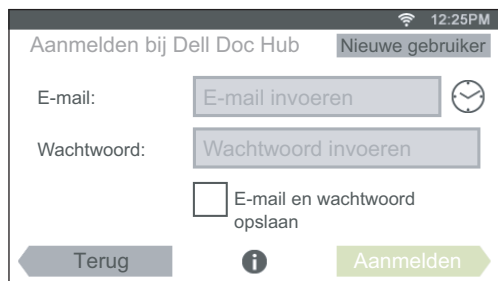 12:25PM
Aanmelden bij Dell Doc Hub
Nieuwe gebruiker
E-mail:
E-mail invoeren
Wachtwoord:
Wachtwoord invoeren
E-mail en wachtwoord
opslaan
Terug
Aanmelden